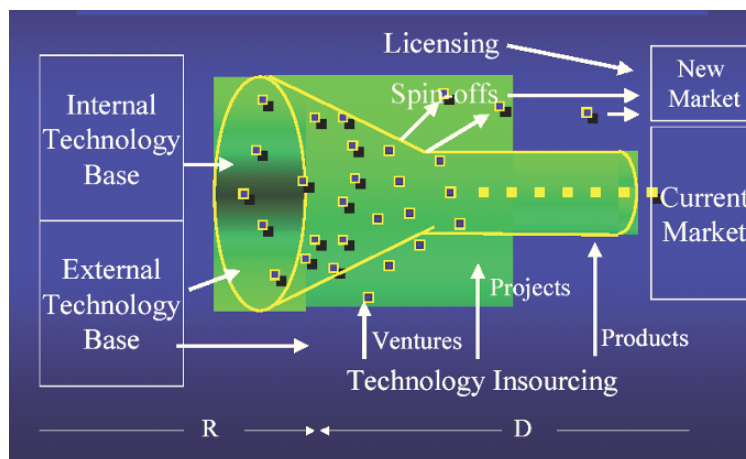 Licensing
New
Market
Spin-offs
Internal
Technology
Base
Current
Market
External
Technology
Base
Projects
Ventures
Products
Technology Insourcing
R
D